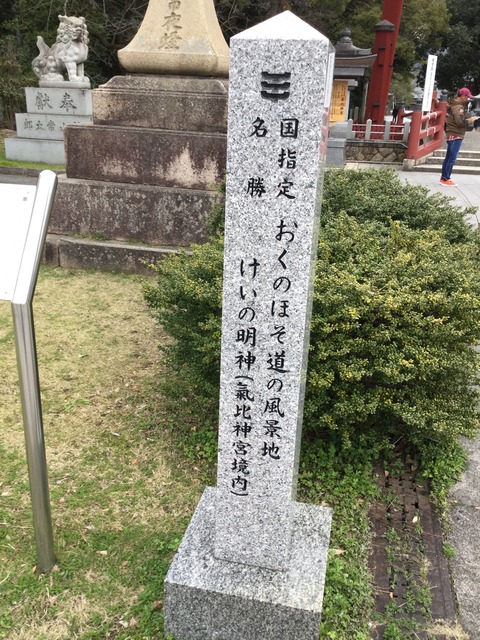 国指定
名勝
おくのほそ道の風景地
けいの明神(氣比神宮境内)
奉献